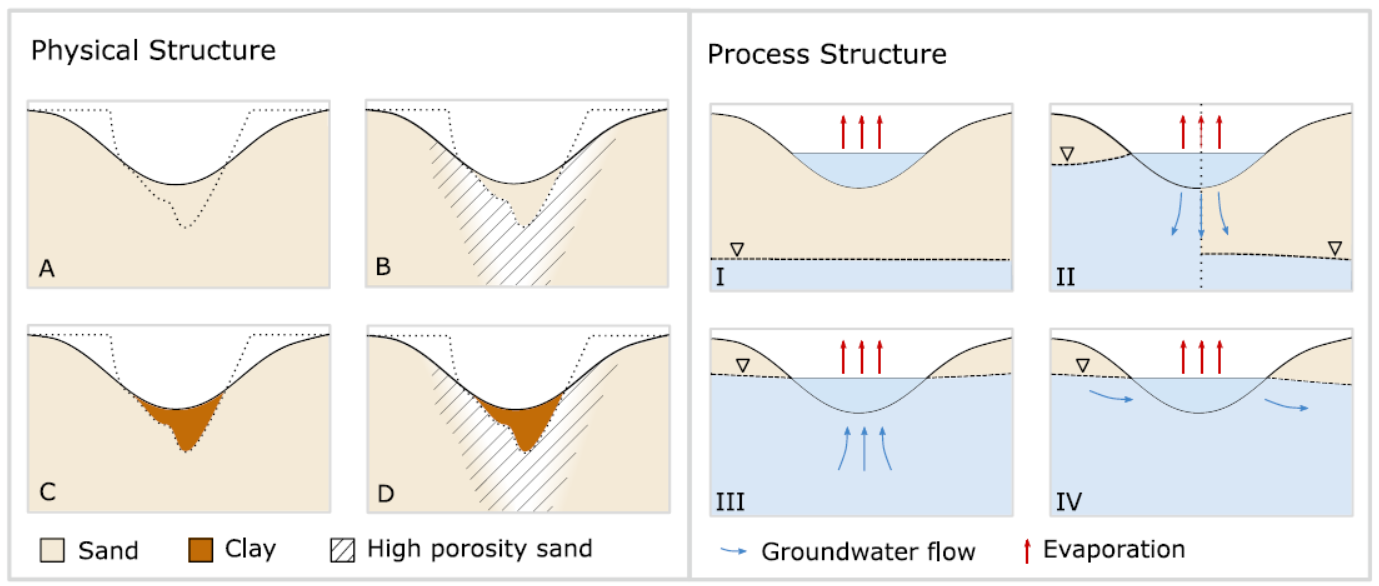 Physical Structure
A
B
C
D
Sand
Clay
High porosity sand
Process Structure
I
II
III
IV
Groundwater flow
Evaporation